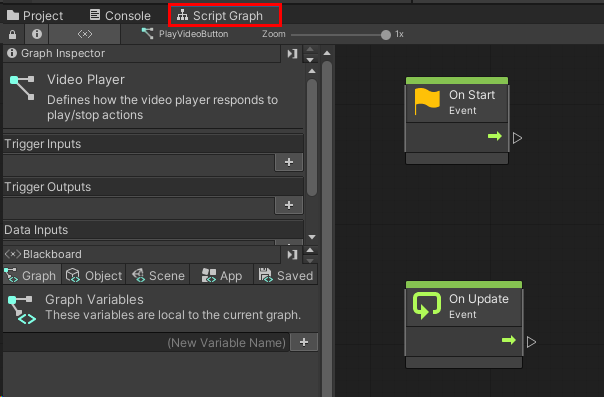 Project Console Script Graph
PlayVideoButton Zoom 1x
Graph Inspector
Video Player
Defines how the video player responds to
play/stop actions
Trigger Inputs
Trigger Outputs
Data Inputs
Blackboard
Graph Object Scene App Saved
Graph Variables
These variables are local to the current graph.
(New Variable Name)
On Start
Event
On Update
Event